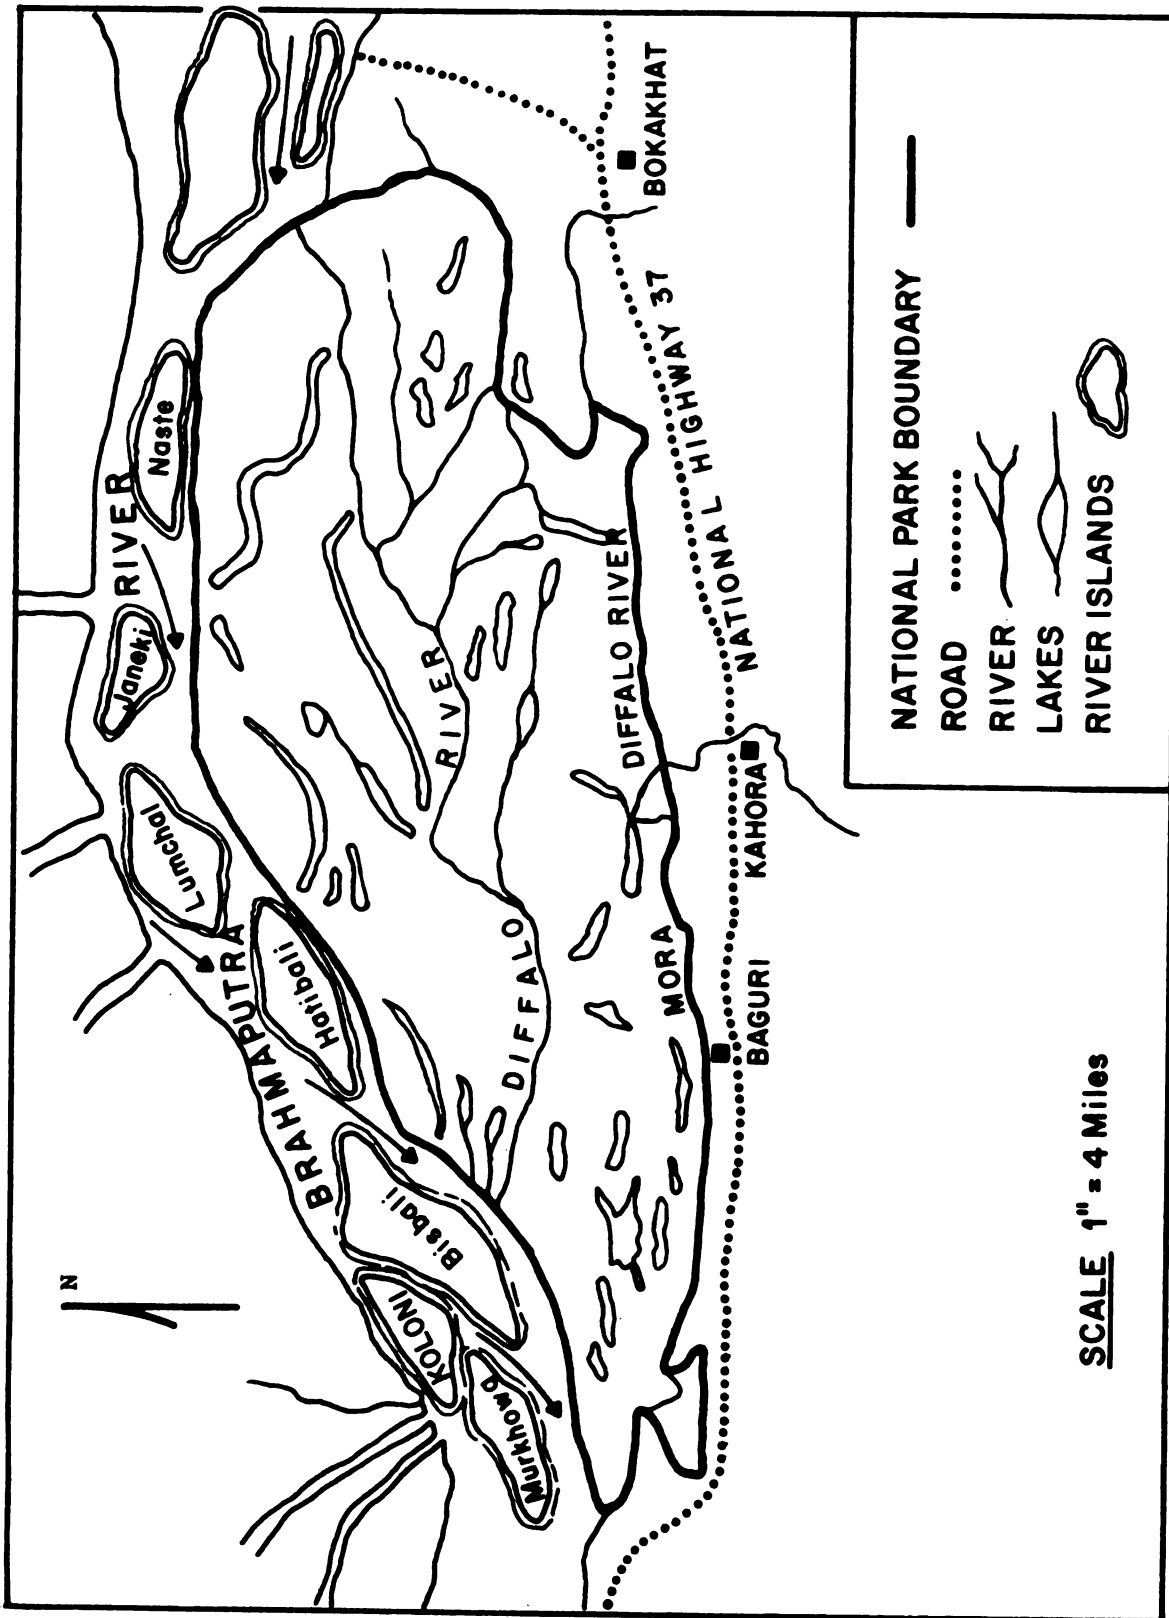 N
BRAHMAPUTRA RIVER
Naste
Janeki
Lumchal
Hatibali
Bisbali
KOLONI
Murkhowa
DIFFALO RIVER
MORA DIFFALO RIVER
NATIONAL HIGHWAY 37
BOKAKHAT
KAHORA
BAGURI
SCALE 1" = 4 Miles
NATIONAL PARK BOUNDARY
ROAD
RIVER
LAKES
RIVER ISLANDS